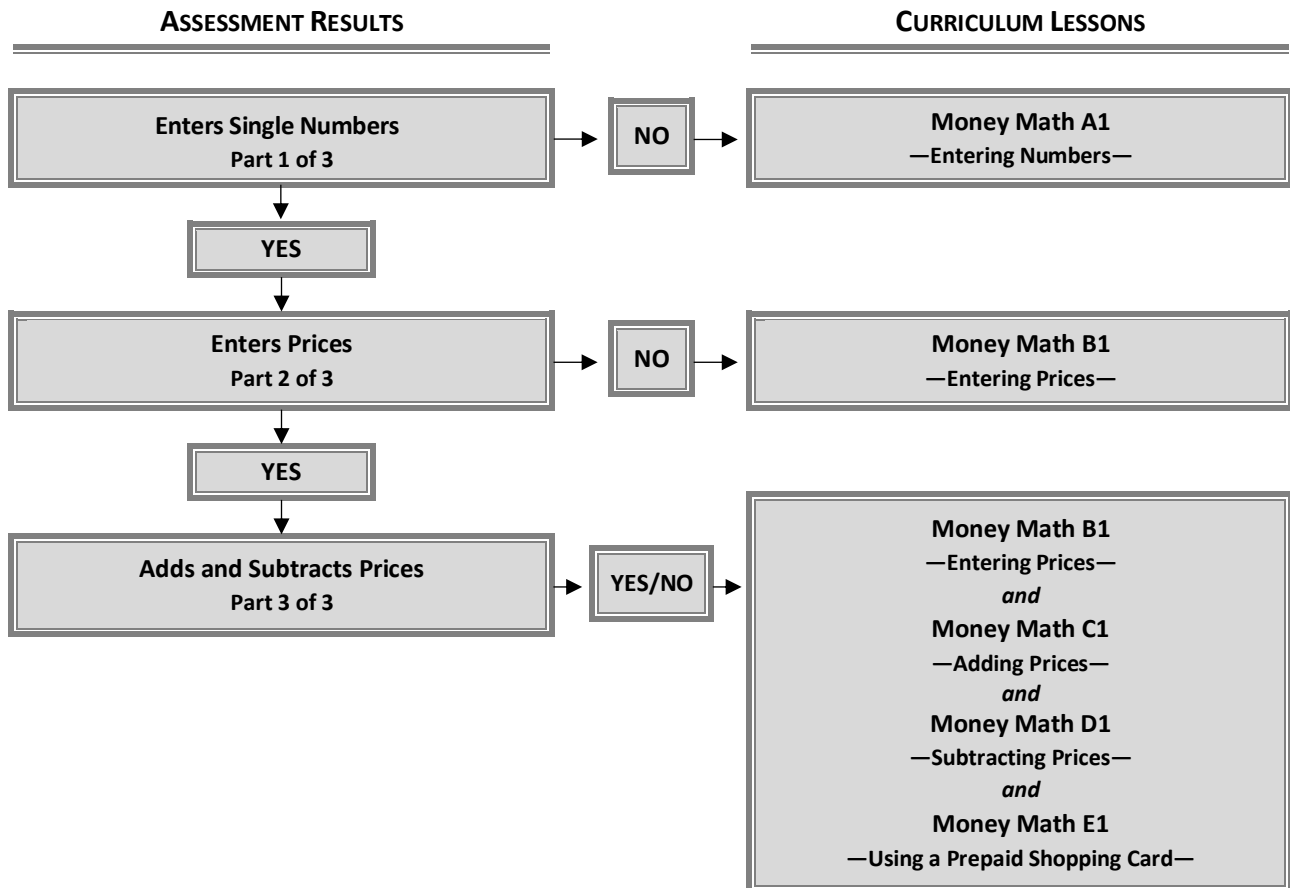 ASSESSMENT RESULTS
CURRICULUM LESSONS
Enters Single Numbers
Part 1 of 3
NO
Money Math A1
—Entering Numbers—
YES
Enters Prices
Part 2 of 3
NO
Money Math B1
—Entering Prices—
YES
Adds and Subtracts Prices
Part 3 of 3
YES/NO
Money Math B1
—Entering Prices—
and
Money Math C1
—Adding Prices—
and
Money Math D1
—Subtracting Prices—
and
Money Math E1
—Using a Prepaid Shopping Card—